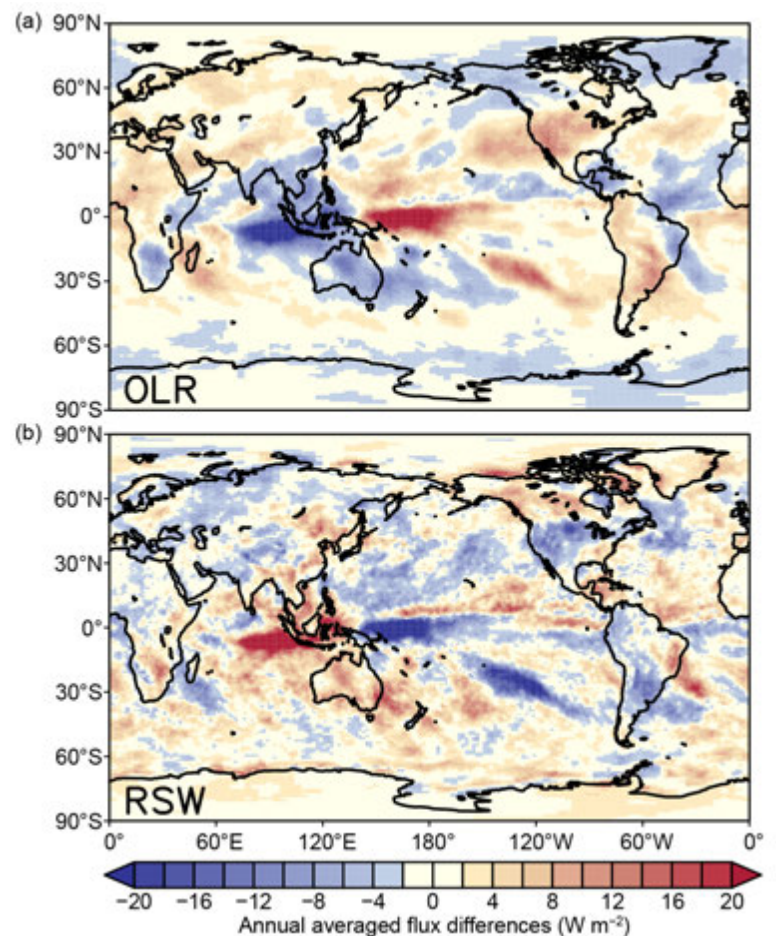 (a)
90°N
60°N
30°N
0°
30°S
60°S
90°S
OLR
(b)
90°N
60°N
30°N
0°
30°S
60°S
90°S
RSW
0° 60°E 120°E 180° 120°W 60°W 0°
−20 −16 −12 −8 −4 0 4 8 12 16 20
Annual averaged flux differences (W m⁻²)